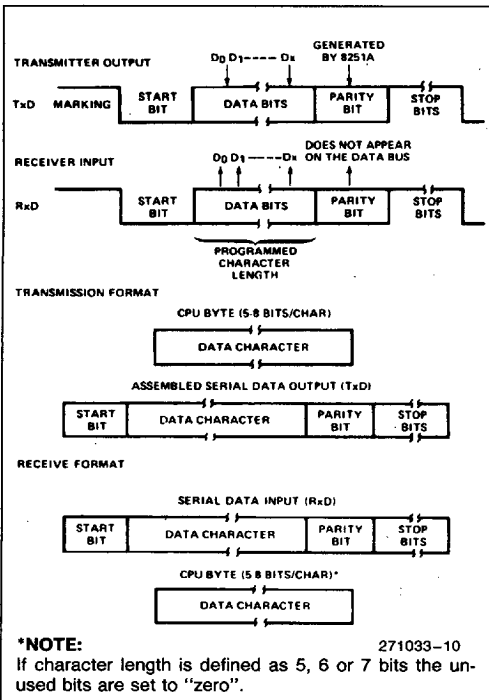 GENERATED
TRANSMITTER OUTPUT D0 D1---- Dx BY 8251A
TxD MARKING START BIT DATA BITS PARITY BIT STOP BITS
RECEIVER INPUT D0 D1----Dx DOES NOT APPEAR ON THE DATA BUS
RxD START BIT DATA BITS PARITY BIT STOP BITS
PROGRAMMED
CHARACTER
LENGTH
TRANSMISSION FORMAT
CPU BYTE (5-8 BITS/CHAR)
DATA CHARACTER
ASSEMBLED SERIAL DATA OUTPUT (TxD)
START BIT DATA CHARACTER PARITY BIT STOP BITS
RECEIVE FORMAT
SERIAL DATA INPUT (RxD)
START BIT DATA CHARACTER PARITY BIT STOP BITS
CPU BYTE (5 8 BITS/CHAR)*
DATA CHARACTER
*NOTE: 271033-10
If character length is defined as 5, 6 or 7 bits the un-
used bits are set to "zero".